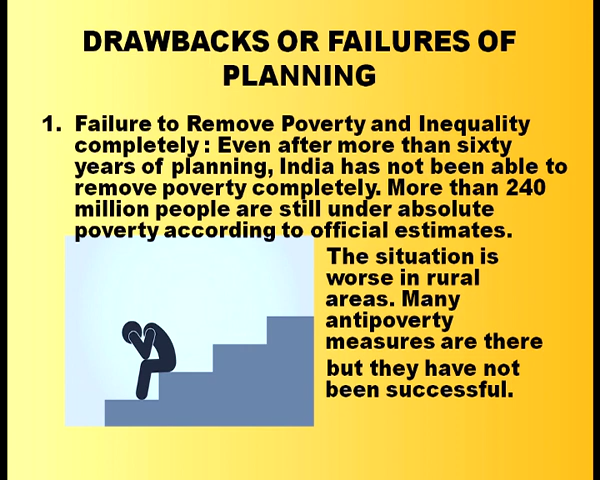 DRAWBACKS OR FAILURES OF
PLANNING
1. Failure to Remove Poverty and Inequality
completely : Even after more than sixty
years of planning, India has not been able to
remove poverty completely. More than 240
million people are still under absolute
poverty according to official estimates.
The situation is
worse in rural
areas. Many
antipoverty
measures are there
but they have not
been successful.